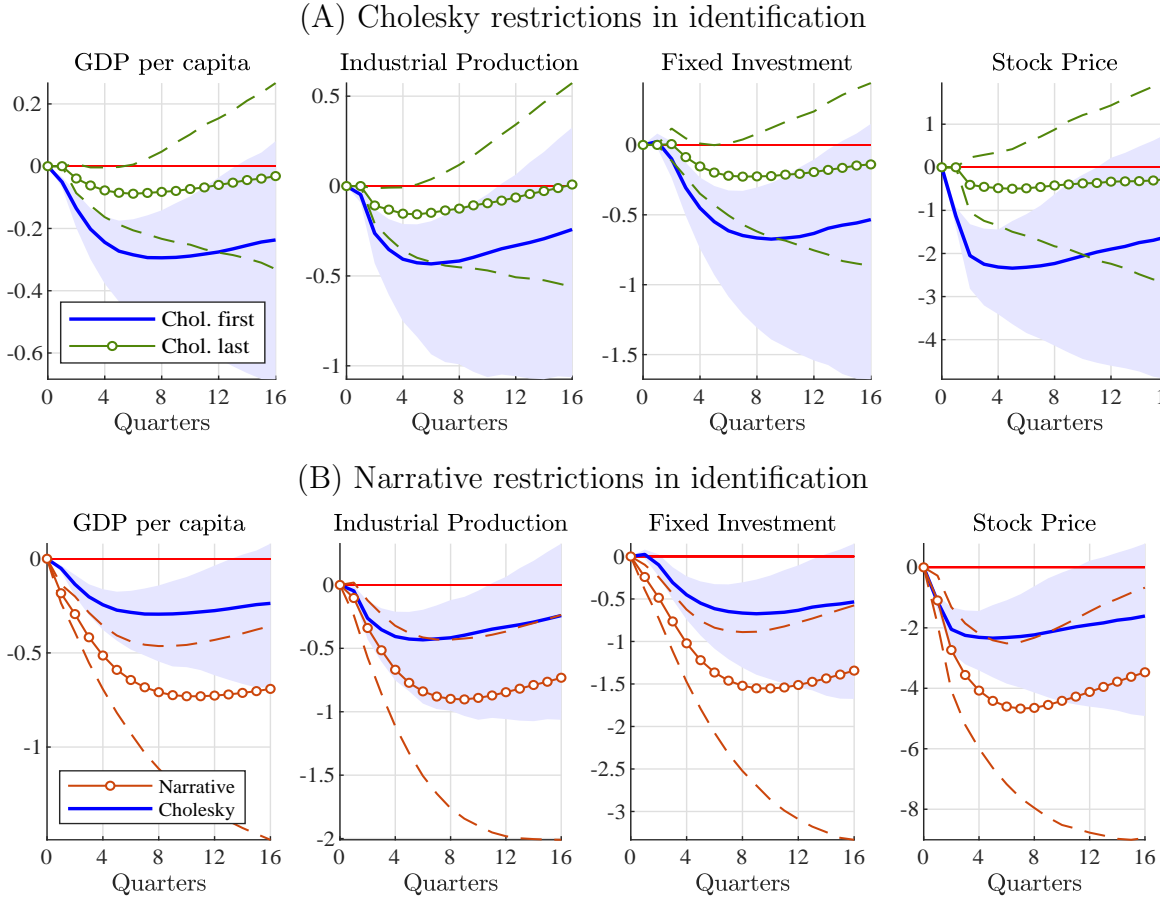 (A) Cholesky restrictions in identification
GDP per capita
Industrial Production
Fixed Investment
Stock Price
0.2
0
-0.2
-0.4
-0.6
Chol. first
Chol. last
0 4 8 12 16
Quarters
0.5
0
-0.5
-1
0 4 8 12 16
Quarters
0
-0.5
-1
-1.5
0 4 8 12 16
Quarters
1
0
-1
-2
-3
-4
0 4 8 12
Quarters
(B) Narrative restrictions in identification
GDP per capita
Industrial Production
Fixed Investment
Stock Price
0
-0.5
-1
Narrative
Cholesky
0 4 8 12 16
Quarters
0
-0.5
-1
-1.5
-2
0 4 8 12 16
Quarters
0
-0.5
-1
-1.5
-2
-2.5
-3
0 4 8 12 16
Quarters
0
-2
-4
-6
-8
0 4 8 12 16
Quarters